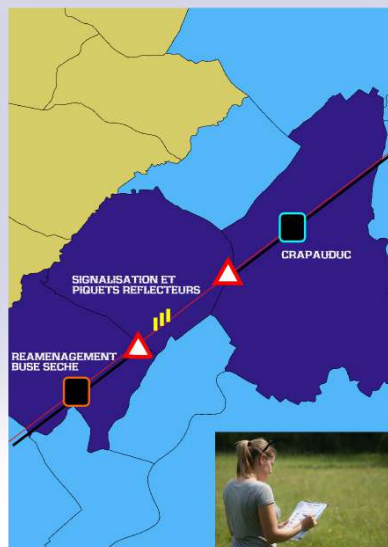 CRAPAUDUC
SIGNALISATION ET
PIQUETS REFLECTEURS
REAMENAGEMENT
BUSE SECHE